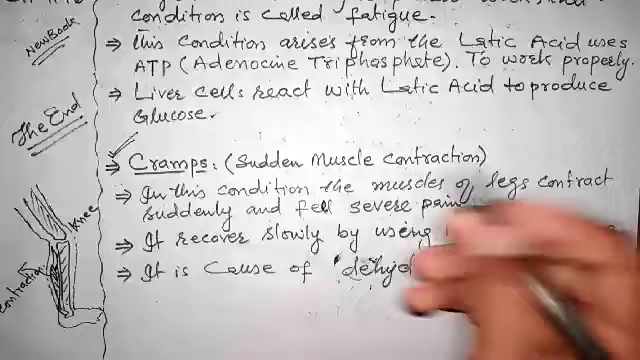 condition is called fatigue.
⇒ This condition arises from the Latic Acid uses
ATP (Adenocine Triphosphete). To work properly.
⇒ Liver cells react with Latic Acid to produce
Glucose.
⇒ Cramps: (Sudden Muscle Contraction)
⇒ In this condition the muscles of legs contract
suddenly and fell severe pain
⇒ It recover slowly by using
⇒ It is cause of "dehyd
New Book
The End
Knee
Contraction